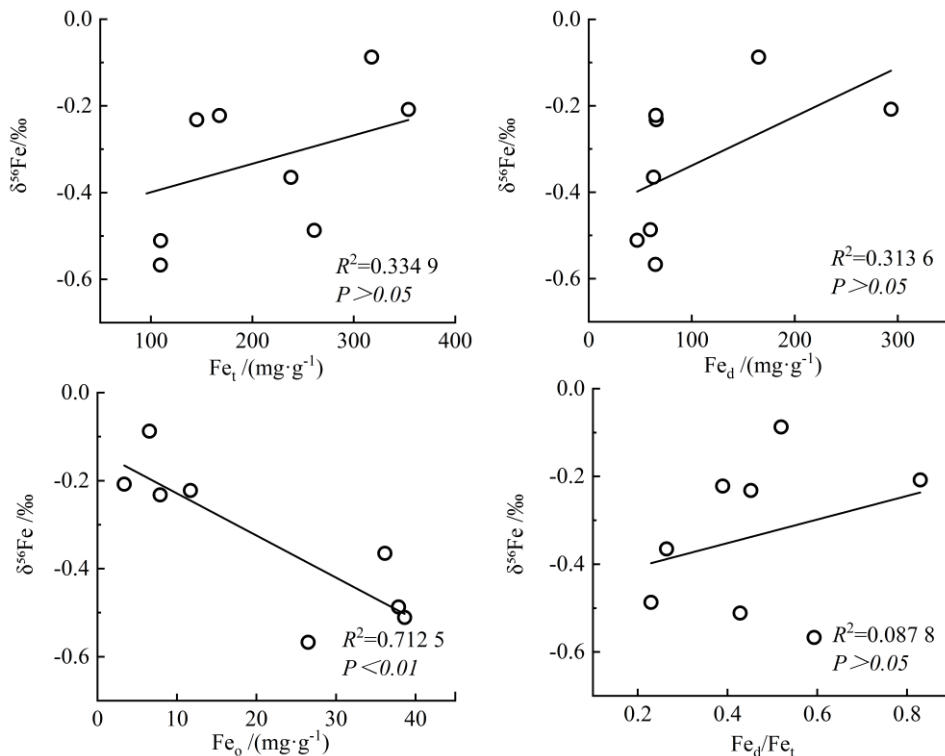 0.0
-0.2
-0.4
-0.6
δ⁵⁶Fe/‰
R²=0.334 9
P＞0.05
100 200 300 400
Feₜ /(mg·g⁻¹)
0.0
-0.2
-0.4
-0.6
δ⁵⁶Fe/‰
R²=0.313 6
P＞0.05
0 100 200 300
Fe_d /(mg·g⁻¹)
0.0
-0.2
-0.4
-0.6
δ⁵⁶Fe /‰
R²=0.712 5
P＜0.01
0 10 20 30 40
Feₒ /(mg·g⁻¹)
0.0
-0.2
-0.4
-0.6
δ⁵⁶Fe /‰
R²=0.087 8
P＞0.05
0.2 0.4 0.6 0.8
Fe_d/Feₜ